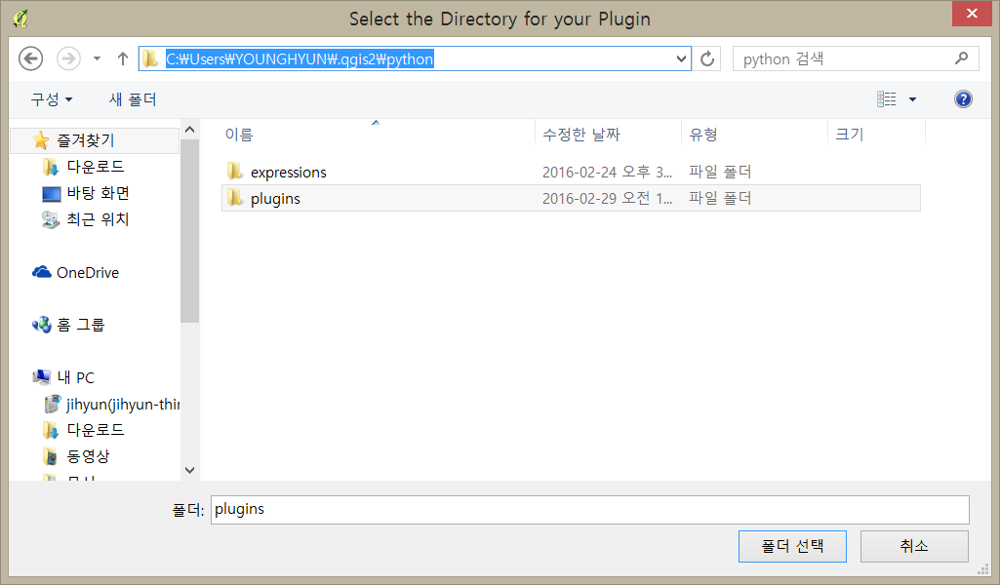 Select the Directory for your Plugin
C:₩Users₩YOUNGHYUN₩.qgis2₩python
python 검색
구성
새 폴더
이름 수정한 날짜 유형 크기
expressions 2016-02-24 오후 3... 파일 폴더
plugins 2016-02-29 오전 1... 파일 폴더
즐겨찾기
다운로드
바탕 화면
최근 위치
OneDrive
홈 그룹
내 PC
jihyun(jihyun-thin
다운로드
동영상
폴더: plugins
폴더 선택
취소